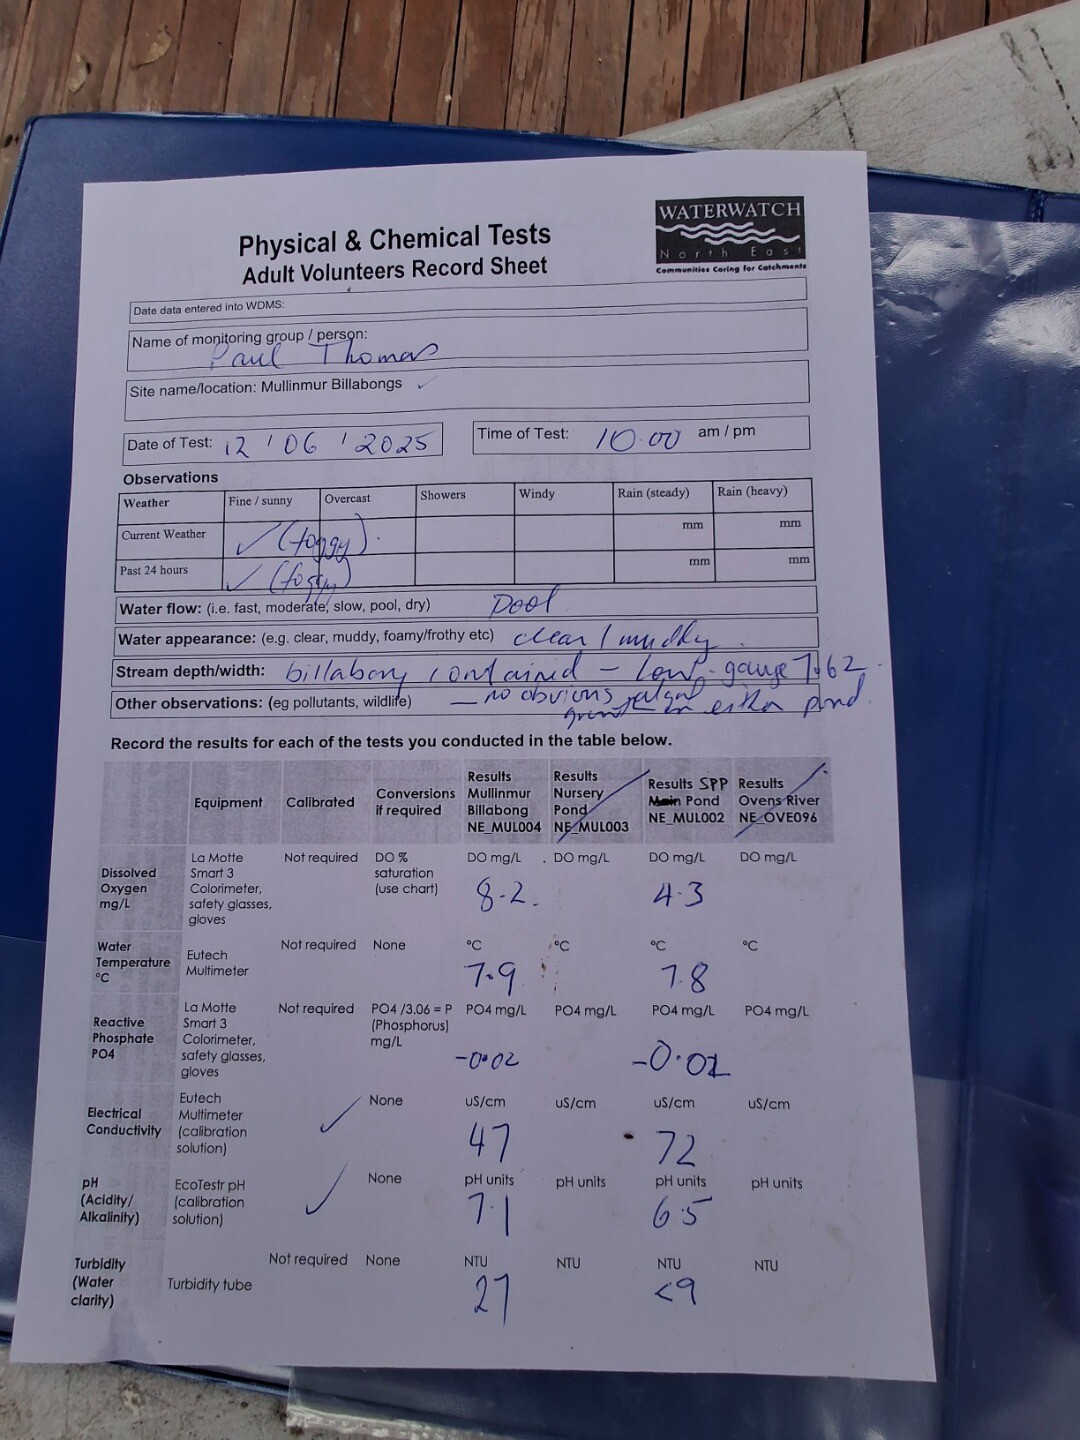 Physical & Chemical Tests
Adult Volunteers Record Sheet
WATERWATCH
North East
Communities Caring for Catchments
Date data entered into WDMS:
Name of monitoring group / person:
Paul Thomas
Site name/location: Mullinmur Billabongs ✓
Date of Test: 12 / 06 / 2025
Time of Test: 10.00 am / pm
Observations
Weather Fine / sunny Overcast Showers Windy Rain (steady) Rain (heavy)
Current Weather ✓ (foggy). mm mm
Past 24 hours ✓ (foggy) mm mm
Water flow: (i.e. fast, moderate, slow, pool, dry) Pool
Water appearance: (e.g. clear, muddy, foamy/frothy etc) clear / muddy.
Stream depth/width: billabong contained – low. gauge 7.62
Other observations: (eg pollutants, wildlife) — no obvious algal
growth in either pond.
Record the results for each of the tests you conducted in the table below.
Equipment
Calibrated
Conversions
if required
Results
Mullinmur
Billabong
NE_MUL004
Results
Nursery
Pond
NE_MUL003
Results SPP
Main Pond
NE_MUL002
Results
Ovens River
NE_OVE096
Dissolved
Oxygen
mg/L
La Motte
Smart 3
Colorimeter,
safety glasses,
gloves
Not required
DO %
saturation
(use chart)
DO mg/L
8.2.
DO mg/L
DO mg/L
4.3
DO mg/L
Water
Temperature
°C
Eutech
Multimeter
Not required
None
°C
7.9
°C
°C
7.8
°C
Reactive
Phosphate
PO4
La Motte
Smart 3
Colorimeter,
safety glasses,
gloves
Not required
PO4 /3.06 = P
(Phosphorus)
mg/L
PO4 mg/L
-0.02
PO4 mg/L
PO4 mg/L
PO4 mg/L
Electrical
Conductivity
Eutech
Multimeter
(calibration
solution)
✓
None
uS/cm
47
uS/cm
uS/cm
72
uS/cm
pH
(Acidity/
Alkalinity)
EcoTestr pH
(calibration
solution)
✓
None
pH units
7.1
pH units
pH units
6.5
pH units
Turbidity
(Water
clarity)
Turbidity tube
Not required
None
NTU
27
NTU
NTU
<9
NTU